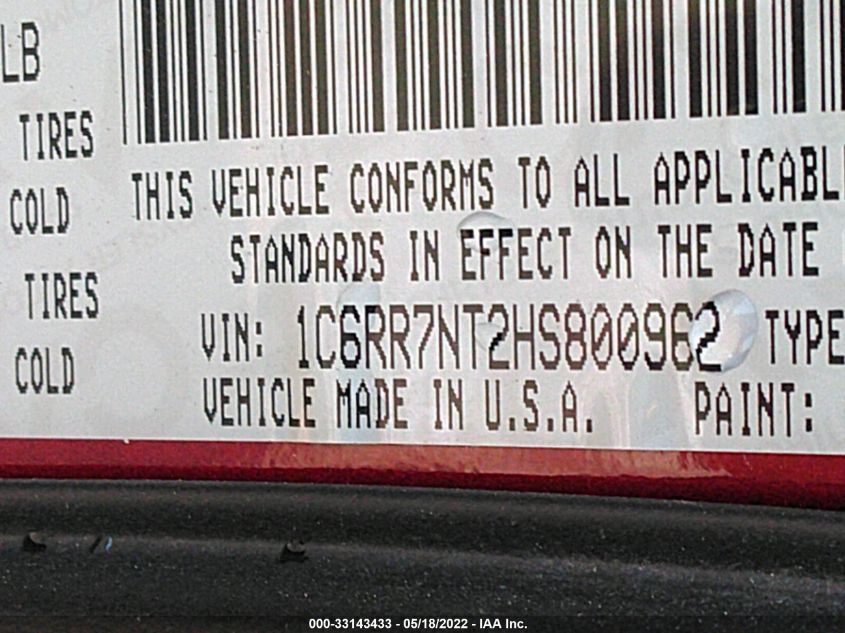 LB
TIRES
COLD
TIRES
COLD
THIS VEHICLE CONFORMS TO ALL APPLICABL
STANDARDS IN EFFECT ON THE DATE
VIN: 1C6RR7NT2HS800962 TYPE
VEHICLE MADE IN U.S.A. PAINT:
000-33143433 - 05/18/2022 - IAA Inc.